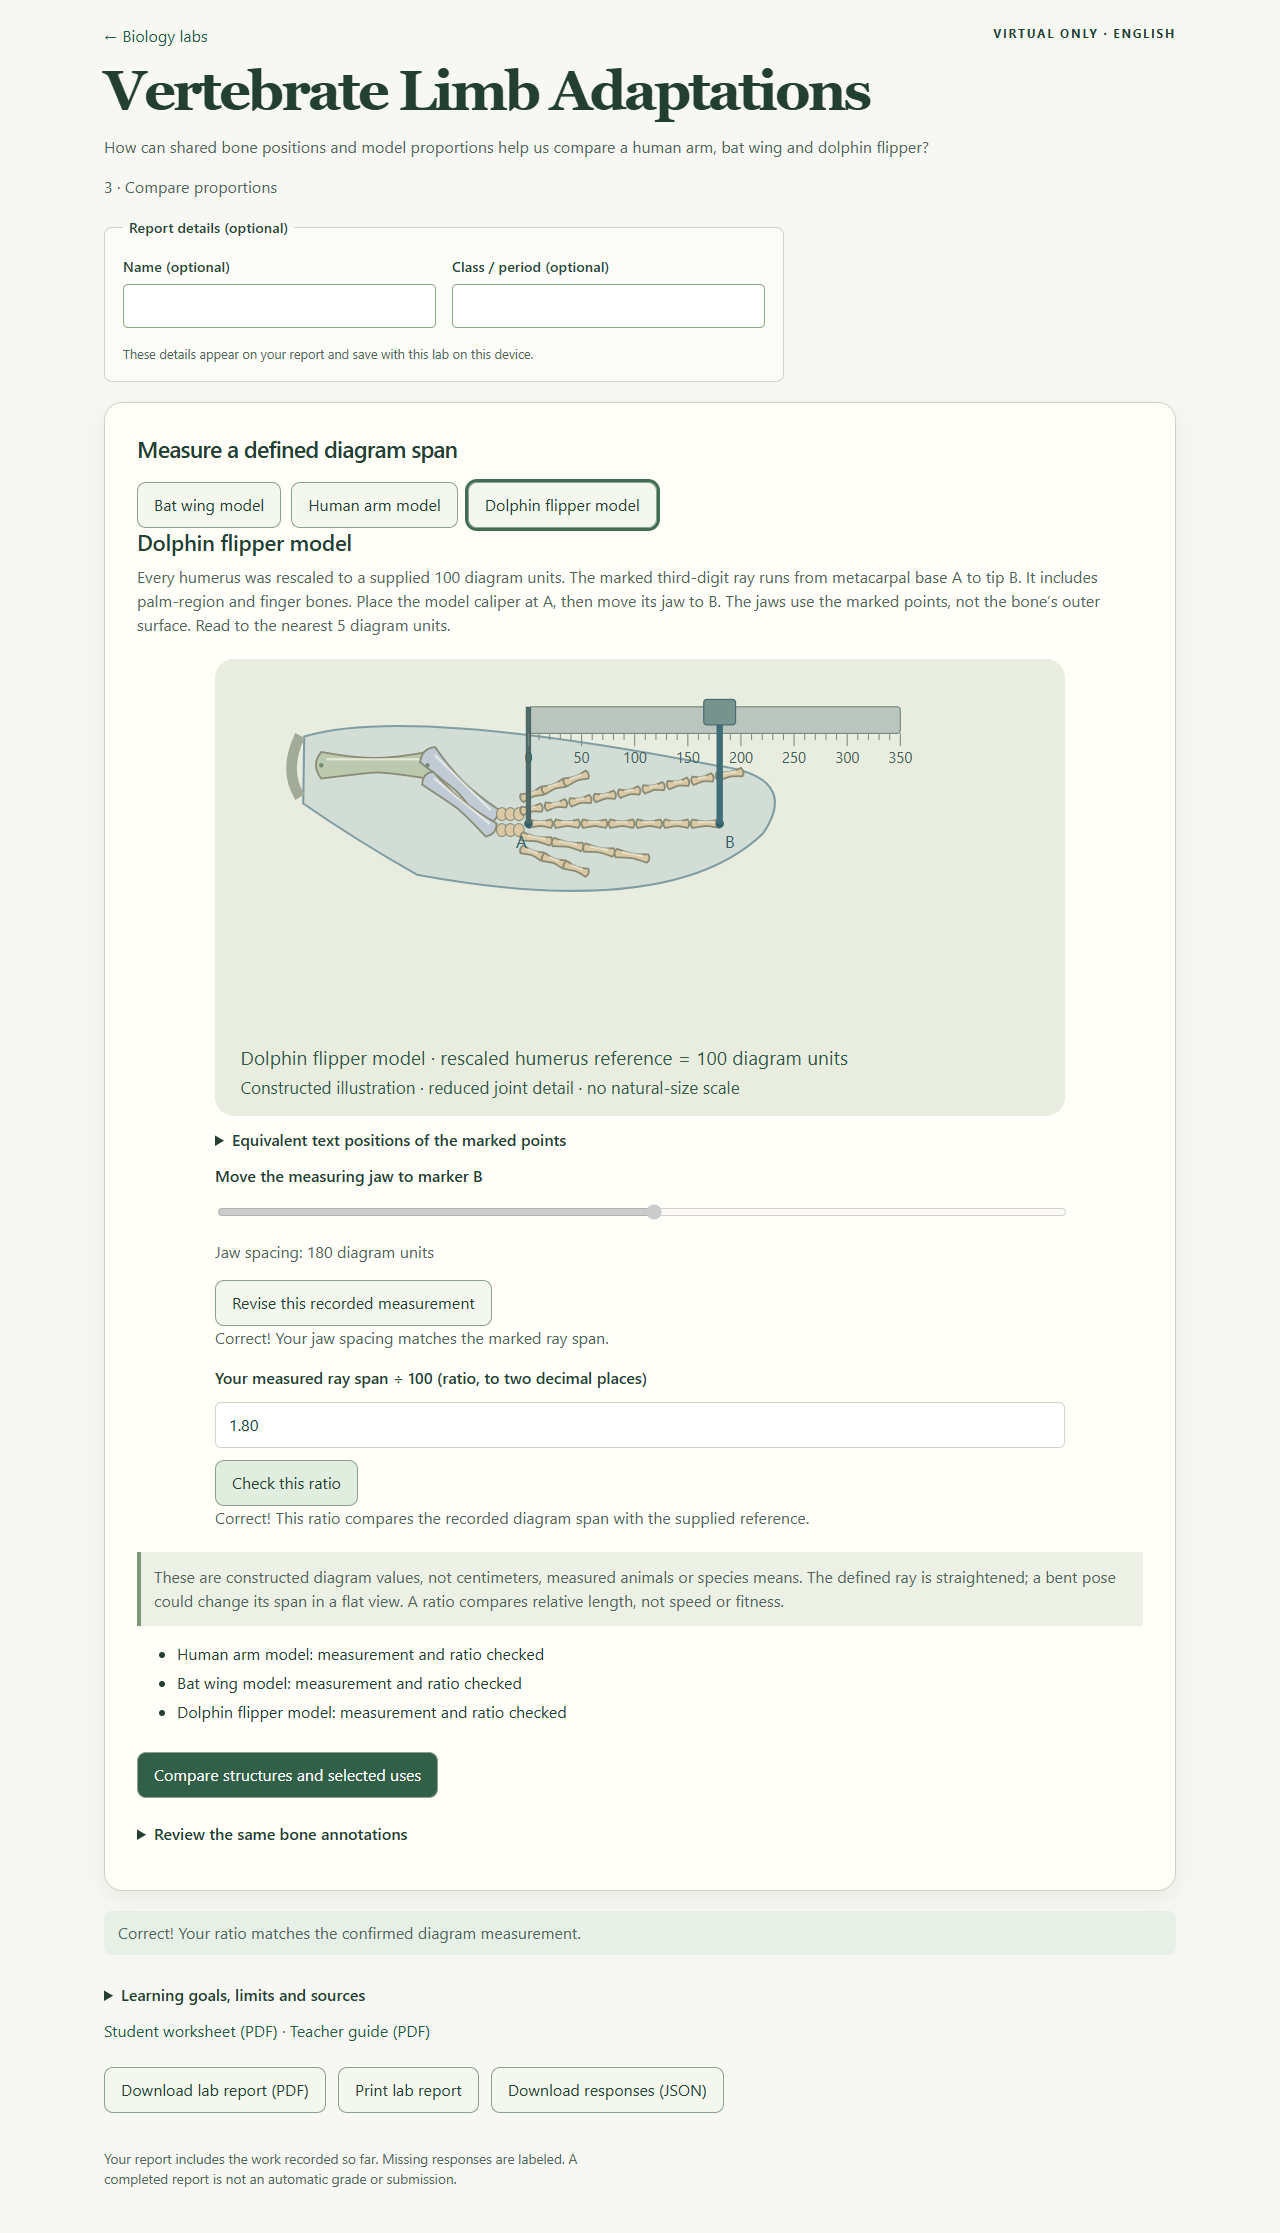 ← Biology labs
VIRTUAL ONLY · ENGLISH
Vertebrate Limb Adaptations
How can shared bone positions and model proportions help us compare a human arm, bat wing and dolphin flipper?
3 · Compare proportions
Report details (optional)
Name (optional)
Class / period (optional)
These details appear on your report and save with this lab on this device.
Measure a defined diagram span
Bat wing model
Human arm model
Dolphin flipper model
Dolphin flipper model
Every humerus was rescaled to a supplied 100 diagram units. The marked third-digit ray runs from metacarpal base A to tip B. It includes
palm-region and finger bones. Place the model caliper at A, then move its jaw to B. The jaws use the marked points, not the bone's outer
surface. Read to the nearest 5 diagram units.
0 50 100 150 200 250 300 350
A B
Dolphin flipper model · rescaled humerus reference = 100 diagram units
Constructed illustration · reduced joint detail · no natural-size scale
Equivalent text positions of the marked points
Move the measuring jaw to marker B
Jaw spacing: 180 diagram units
Revise this recorded measurement
Correct! Your jaw spacing matches the marked ray span.
Your measured ray span ÷ 100 (ratio, to two decimal places)
1.80
Check this ratio
Correct! This ratio compares the recorded diagram span with the supplied reference.
These are constructed diagram values, not centimeters, measured animals or species means. The defined ray is straightened; a bent pose
could change its span in a flat view. A ratio compares relative length, not speed or fitness.
• Human arm model: measurement and ratio checked
• Bat wing model: measurement and ratio checked
• Dolphin flipper model: measurement and ratio checked
Compare structures and selected uses
Review the same bone annotations
Correct! Your ratio matches the confirmed diagram measurement.
Learning goals, limits and sources
Student worksheet (PDF) · Teacher guide (PDF)
Download lab report (PDF)
Print lab report
Download responses (JSON)
Your report includes the work recorded so far. Missing responses are labeled. A
completed report is not an automatic grade or submission.